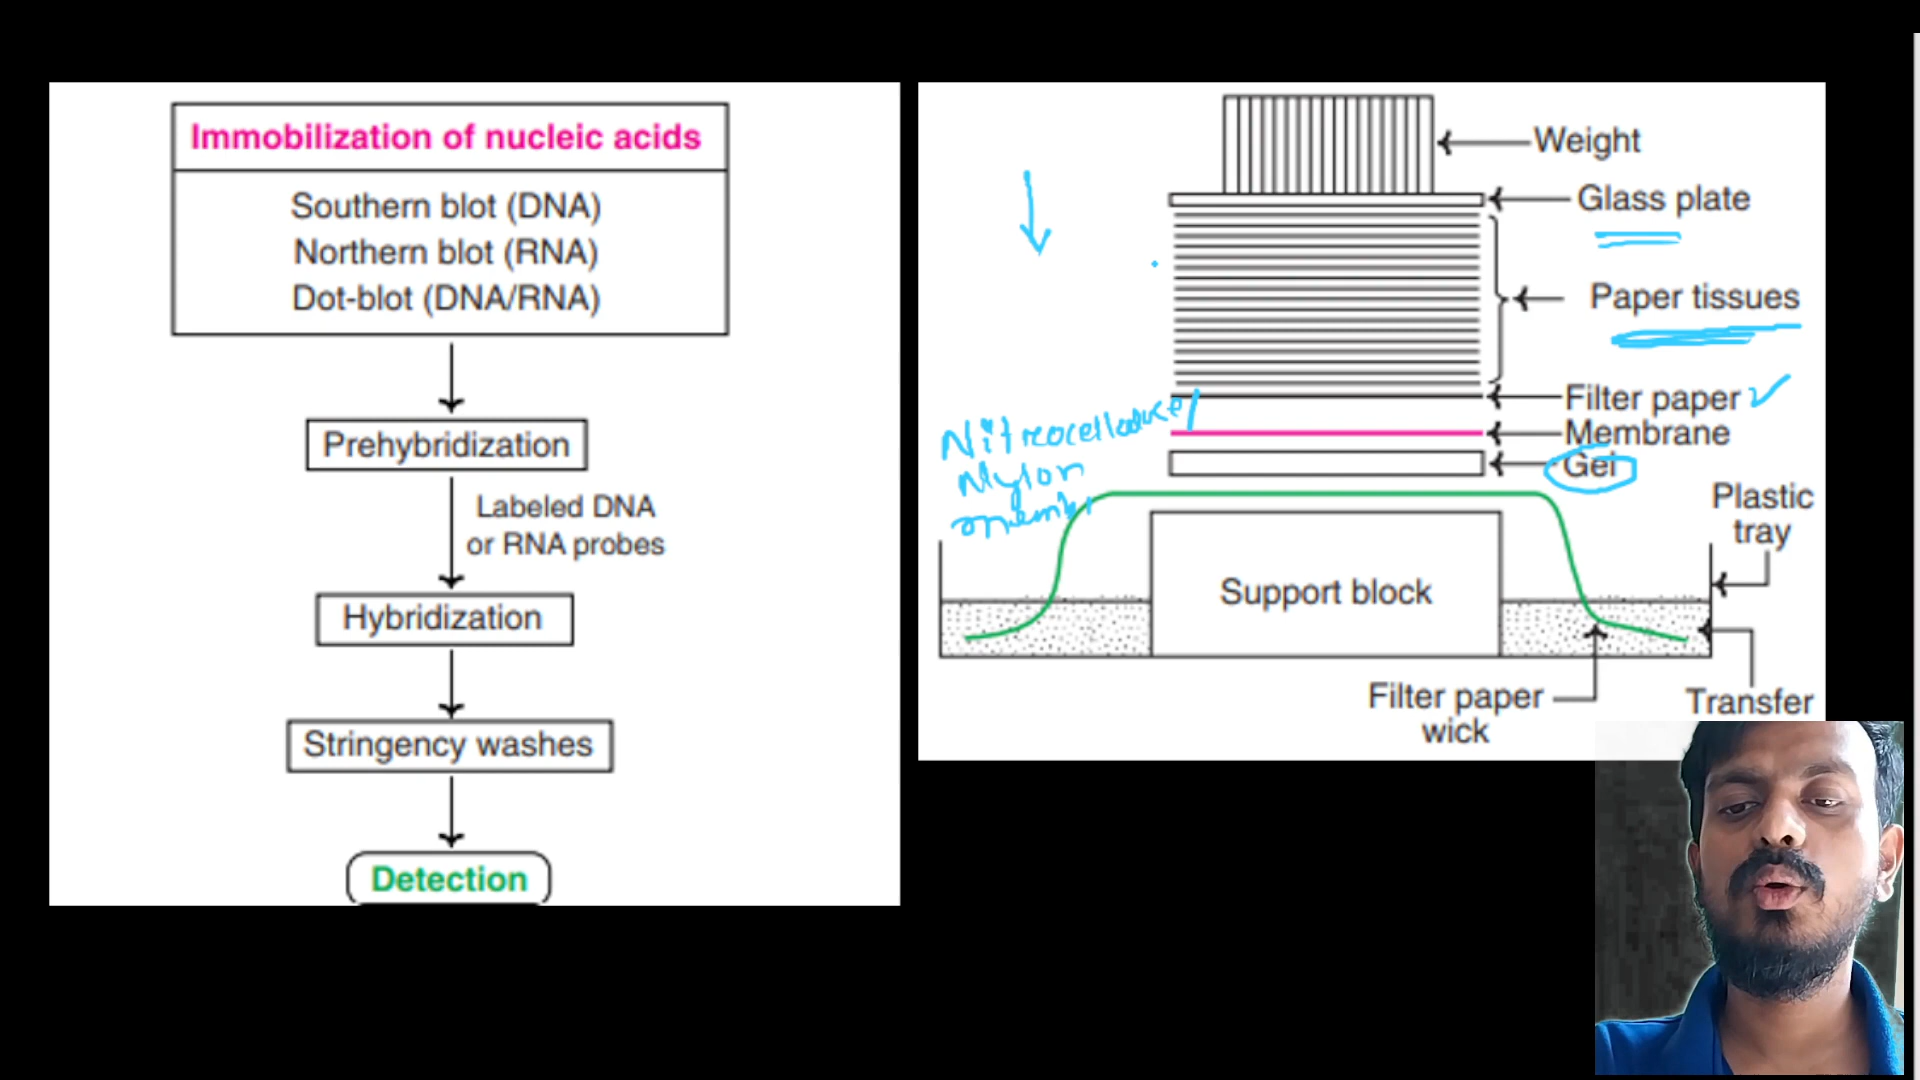 Immobilization of nucleic acids
Southern blot (DNA)
Northern blot (RNA)
Dot-blot (DNA/RNA)
Prehybridization
Labeled DNA
or RNA probes
Hybridization
Stringency washes
Detection
Weight
Glass plate
Paper tissues
Filter paper
Membrane
Gel
Plastic
tray
Support block
Filter paper
wick
Transfer
Nylon